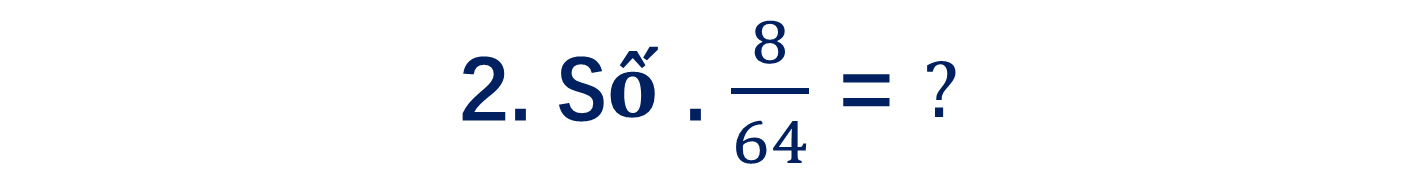 2. Số . 8/64 = ?